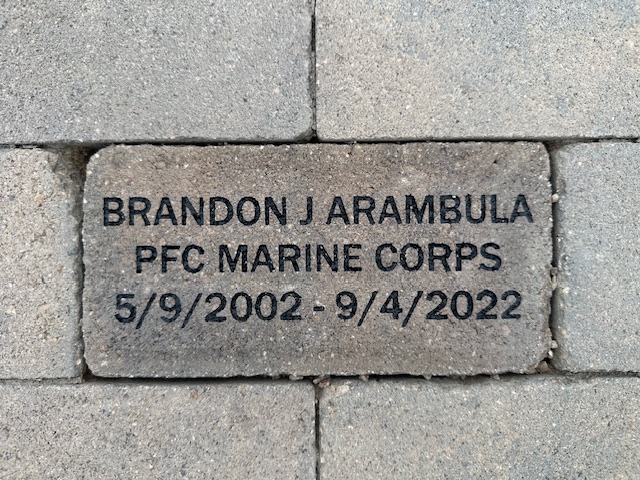 BRANDON J ARAMBULA
PFC MARINE CORPS
5/9/2002 - 9/4/2022